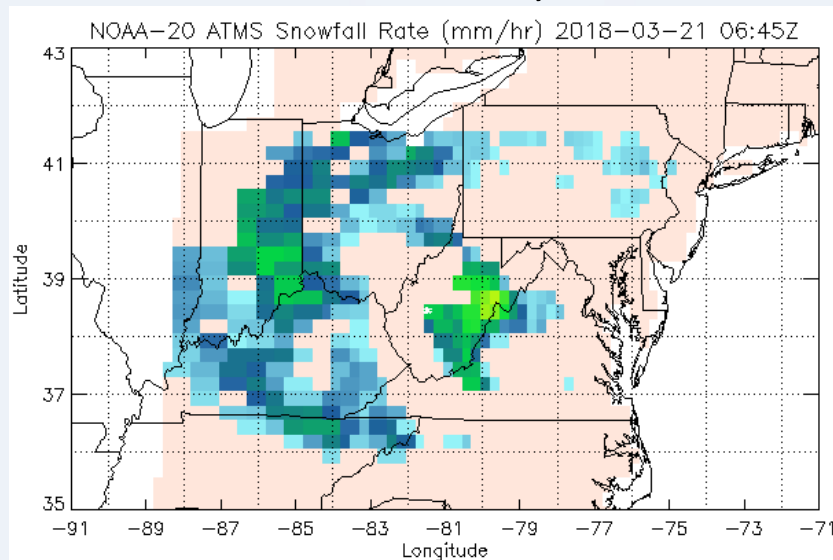 NOAA-20 ATMS Snowfall Rate (mm/hr) 2018-03-21 06:45Z
43
41
39
37
35
Latitude
-91 -89 -87 -85 -83 -81 -79 -77 -75 -73 -71
Longitude